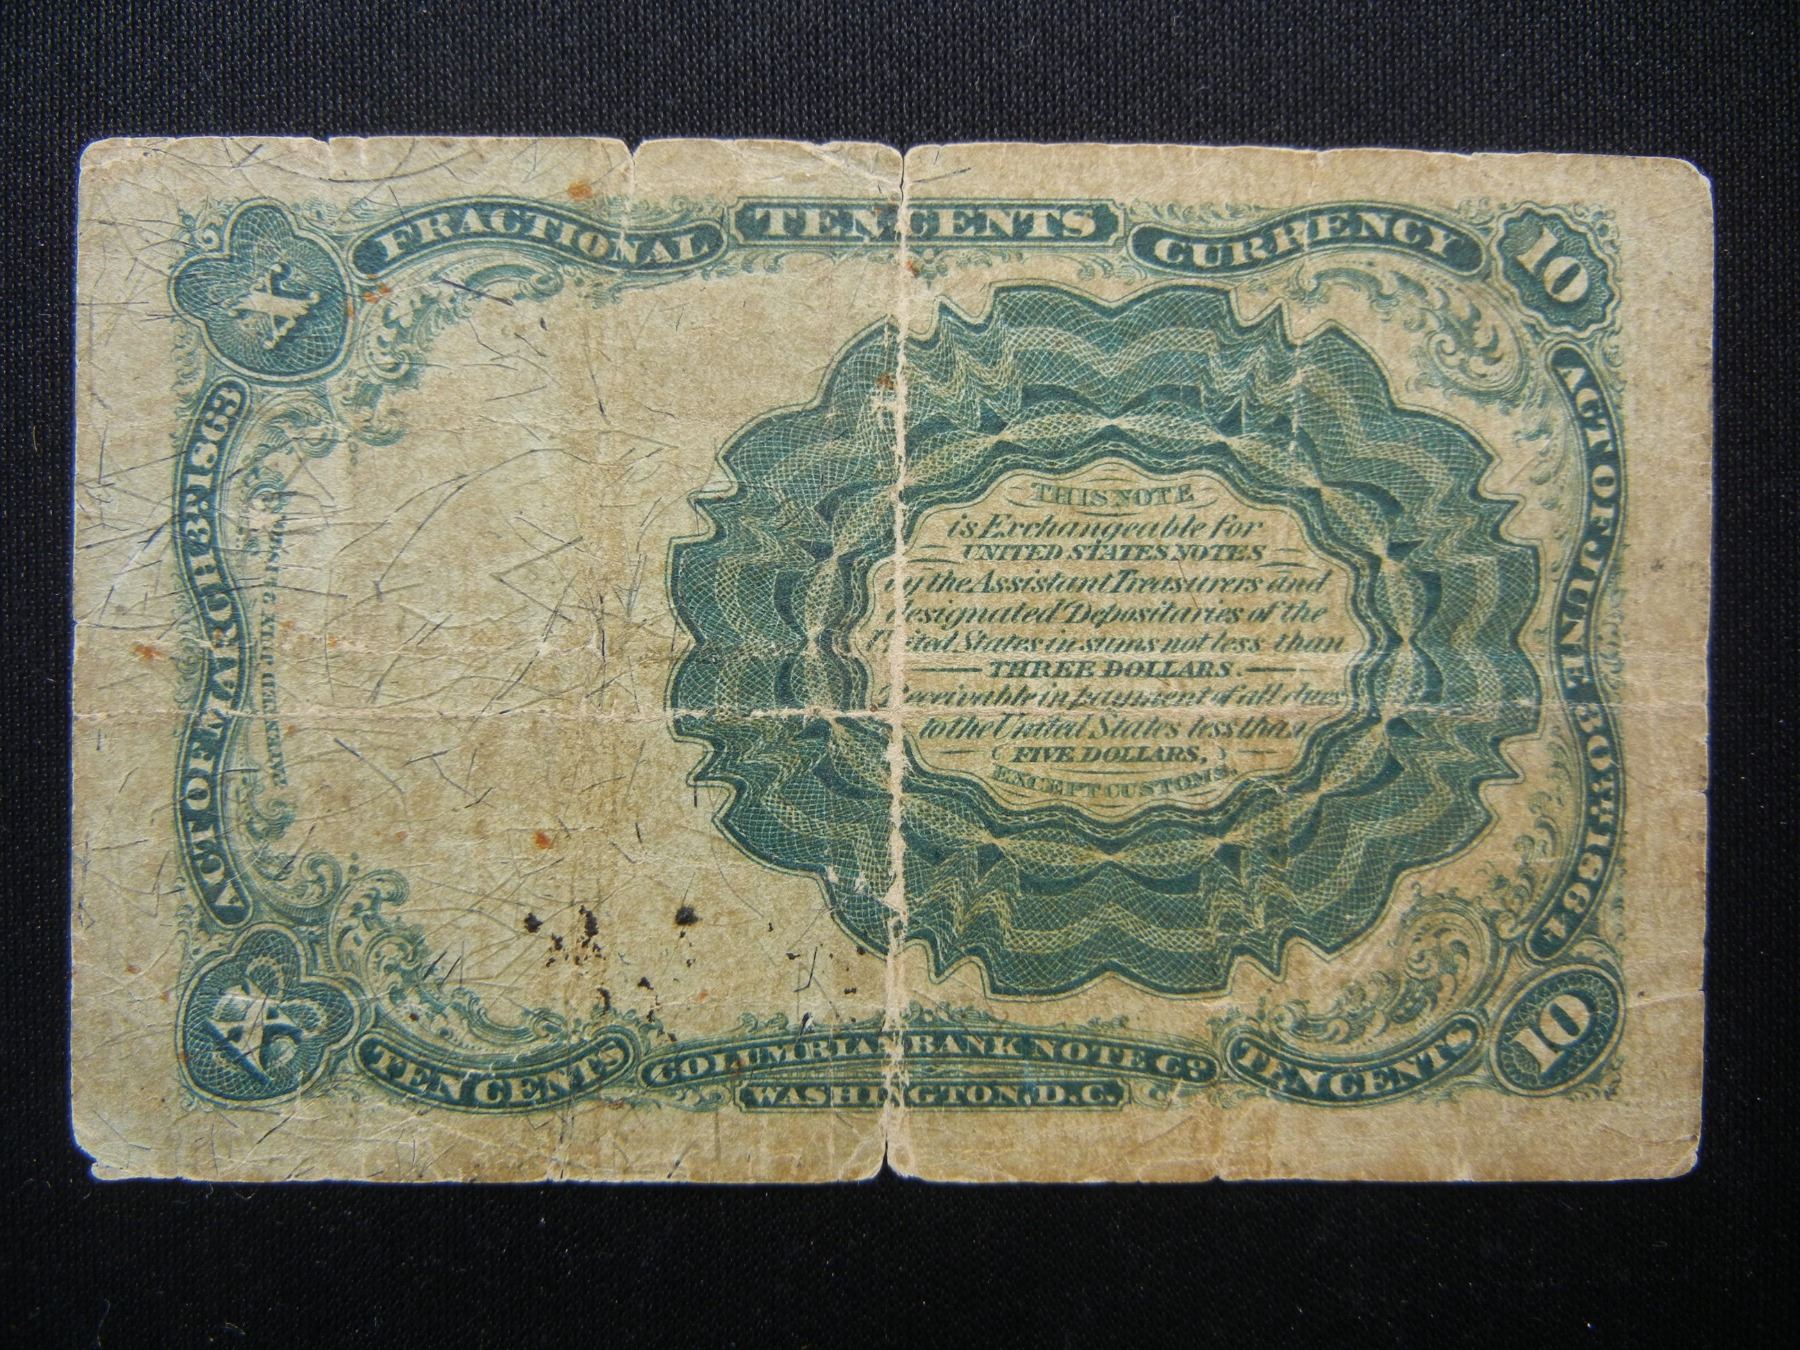 FRACTIONAL TEN CENTS CURRENCY
X
10
ACT OF MARCH 3RD 1863
ACT OF JUNE 30TH 1864
THIS NOTE
is Exchangeable for
UNITED STATES NOTES
by the Assistant Treasurers and
designated Depositaries of the
United States in sums not less than
THREE DOLLARS.
Receivable in payment of all dues
to the United States less than
FIVE DOLLARS,
EXCEPT CUSTOMS.
X
10
TEN CENTS COLUMBIAN BANK NOTE CO. TEN CENTS
WASHINGTON, D.C.